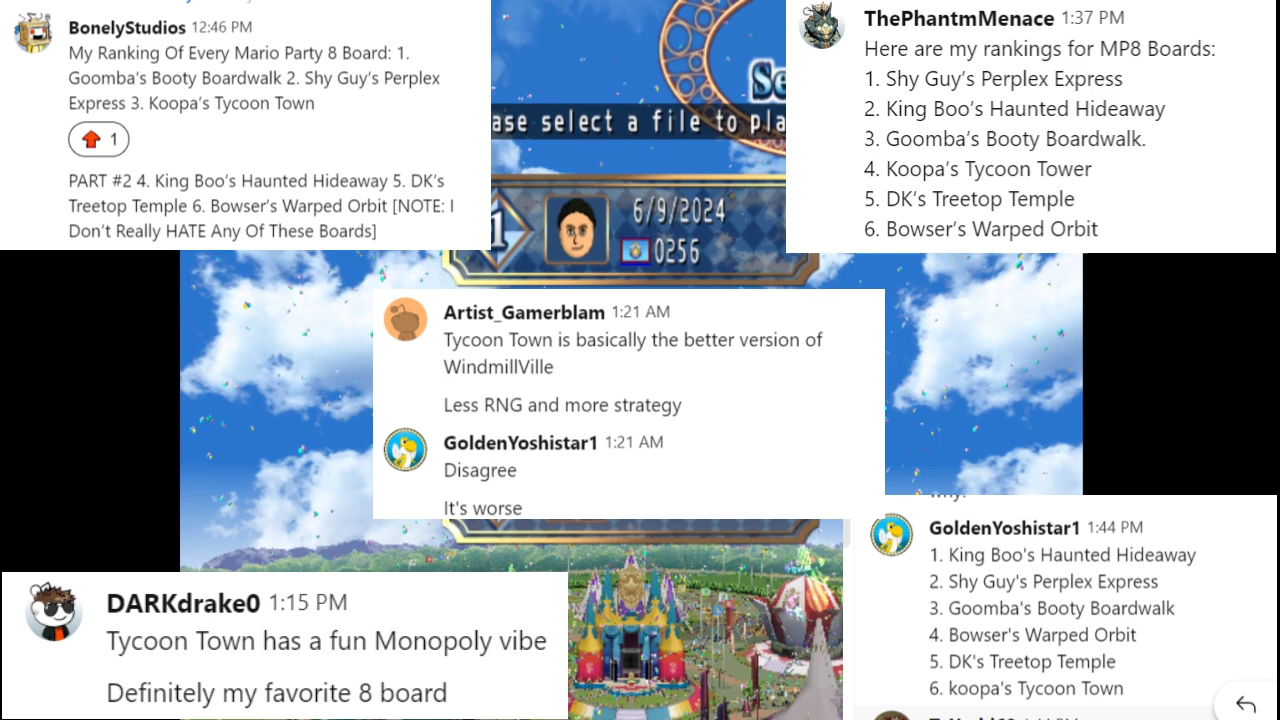 BonelyStudios 12:46 PM
My Ranking Of Every Mario Party 8 Board: 1.
Goomba’s Booty Boardwalk 2. Shy Guy’s Perplex
Express 3. Koopa’s Tycoon Town
1
PART #2 4. King Boo’s Haunted Hideaway 5. DK’s
Treetop Temple 6. Bowser’s Warped Orbit [NOTE: I
Don’t Really HATE Any Of These Boards]
Se
ase select a file to pla
1
6/9/2024
0256
ThePhantmMenace 1:37 PM
Here are my rankings for MP8 Boards:
1. Shy Guy’s Perplex Express
2. King Boo’s Haunted Hideaway
3. Goomba’s Booty Boardwalk.
4. Koopa’s Tycoon Tower
5. DK’s Treetop Temple
6. Bowser’s Warped Orbit
Artist_Gamerblam 1:21 AM
Tycoon Town is basically the better version of
WindmillVille
Less RNG and more strategy
GoldenYoshistar1 1:21 AM
Disagree
It's worse
DARKdrake0 1:15 PM
Tycoon Town has a fun Monopoly vibe
Definitely my favorite 8 board
GoldenYoshistar1 1:44 PM
1. King Boo's Haunted Hideaway
2. Shy Guy's Perplex Express
3. Goomba's Booty Boardwalk
4. Bowser's Warped Orbit
5. DK's Treetop Temple
6. koopa's Tycoon Town